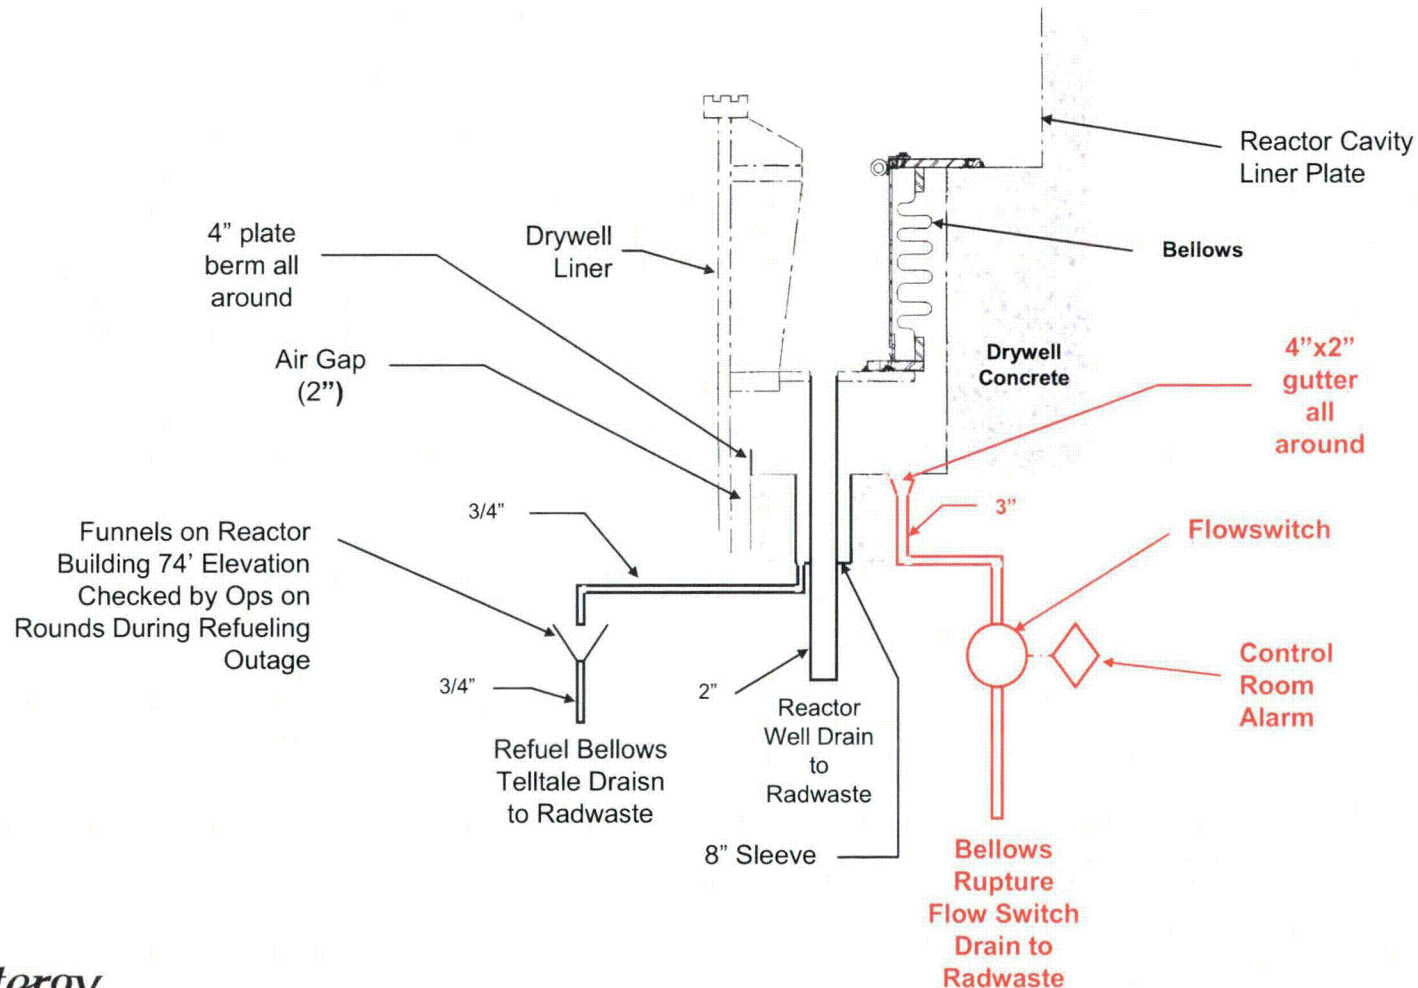 Reactor Cavity
Liner Plate
4” plate
berm all
around
Drywell
Liner
Bellows
Air Gap
(2”)
Drywell
Concrete
4”x2”
gutter
all
around
3/4”
3”
Funnels on Reactor
Building 74’ Elevation
Checked by Ops on
Rounds During Refueling
Outage
Flowswitch
Control
Room
Alarm
3/4”
2”
Reactor
Well Drain
to
Radwaste
Refuel Bellows
Telltale Draisn
to Radwaste
8” Sleeve
Bellows
Rupture
Flow Switch
Drain to
Radwaste